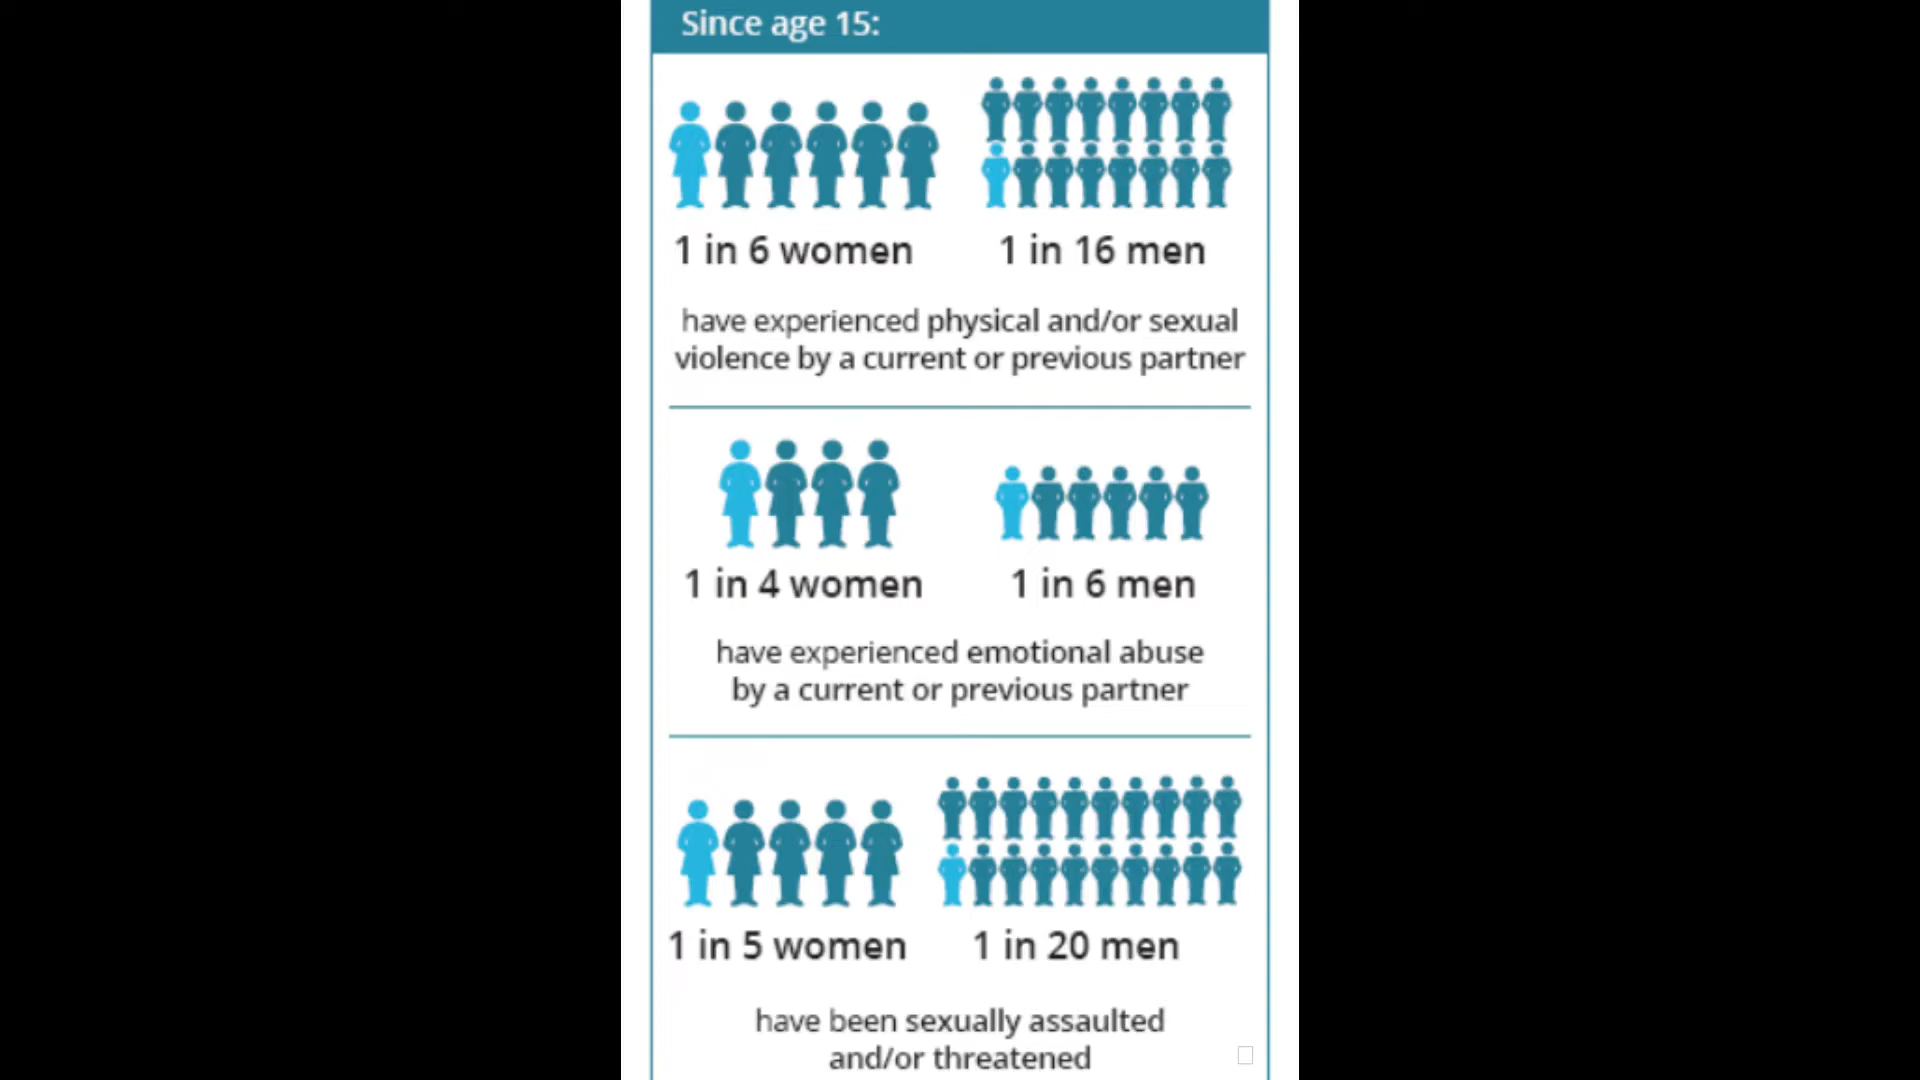 Since age 15:
1 in 6 women
1 in 16 men
have experienced physical and/or sexual
violence by a current or previous partner
1 in 4 women
1 in 6 men
have experienced emotional abuse
by a current or previous partner
1 in 5 women
1 in 20 men
have been sexually assaulted
and/or threatened